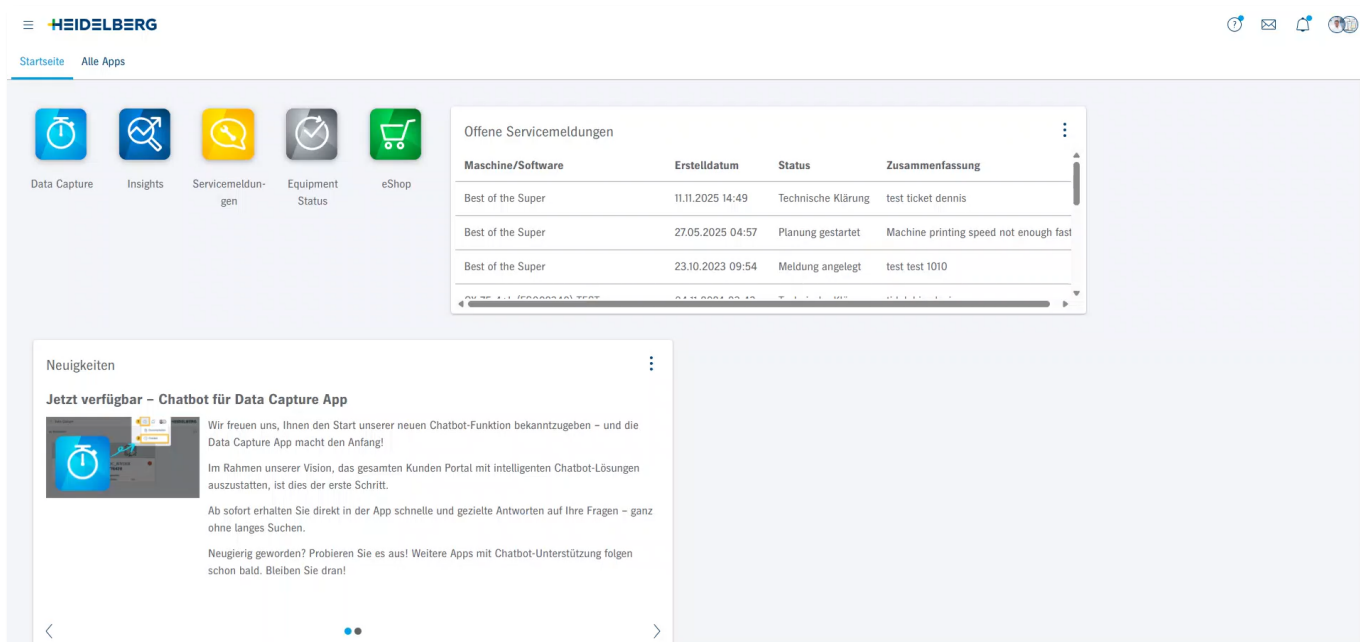 HEIDELBERG
Startseite Alle Apps
Data Capture
Insights
Servicemeldun-
gen
Equipment
Status
eShop
Offene Servicemeldungen
Maschine/Software Erstelldatum Status Zusammenfassung
Best of the Super 11.11.2025 14:49 Technische Klärung test ticket dennis
Best of the Super 27.05.2025 04:57 Planung gestartet Machine printing speed not enough fast
Best of the Super 23.10.2023 09:54 Meldung angelegt test test 1010
Neuigkeiten
Jetzt verfügbar – Chatbot für Data Capture App
Wir freuen uns, Ihnen den Start unserer neuen Chatbot-Funktion bekanntzugeben – und die
Data Capture App macht den Anfang!
Im Rahmen unserer Vision, das gesamten Kunden Portal mit intelligenten Chatbot-Lösungen
auszustatten, ist dies der erste Schritt.
Ab sofort erhalten Sie direkt in der App schnelle und gezielte Antworten auf Ihre Fragen – ganz
ohne langes Suchen.
Neugierig geworden? Probieren Sie es aus! Weitere Apps mit Chatbot-Unterstützung folgen
schon bald. Bleiben Sie dran!